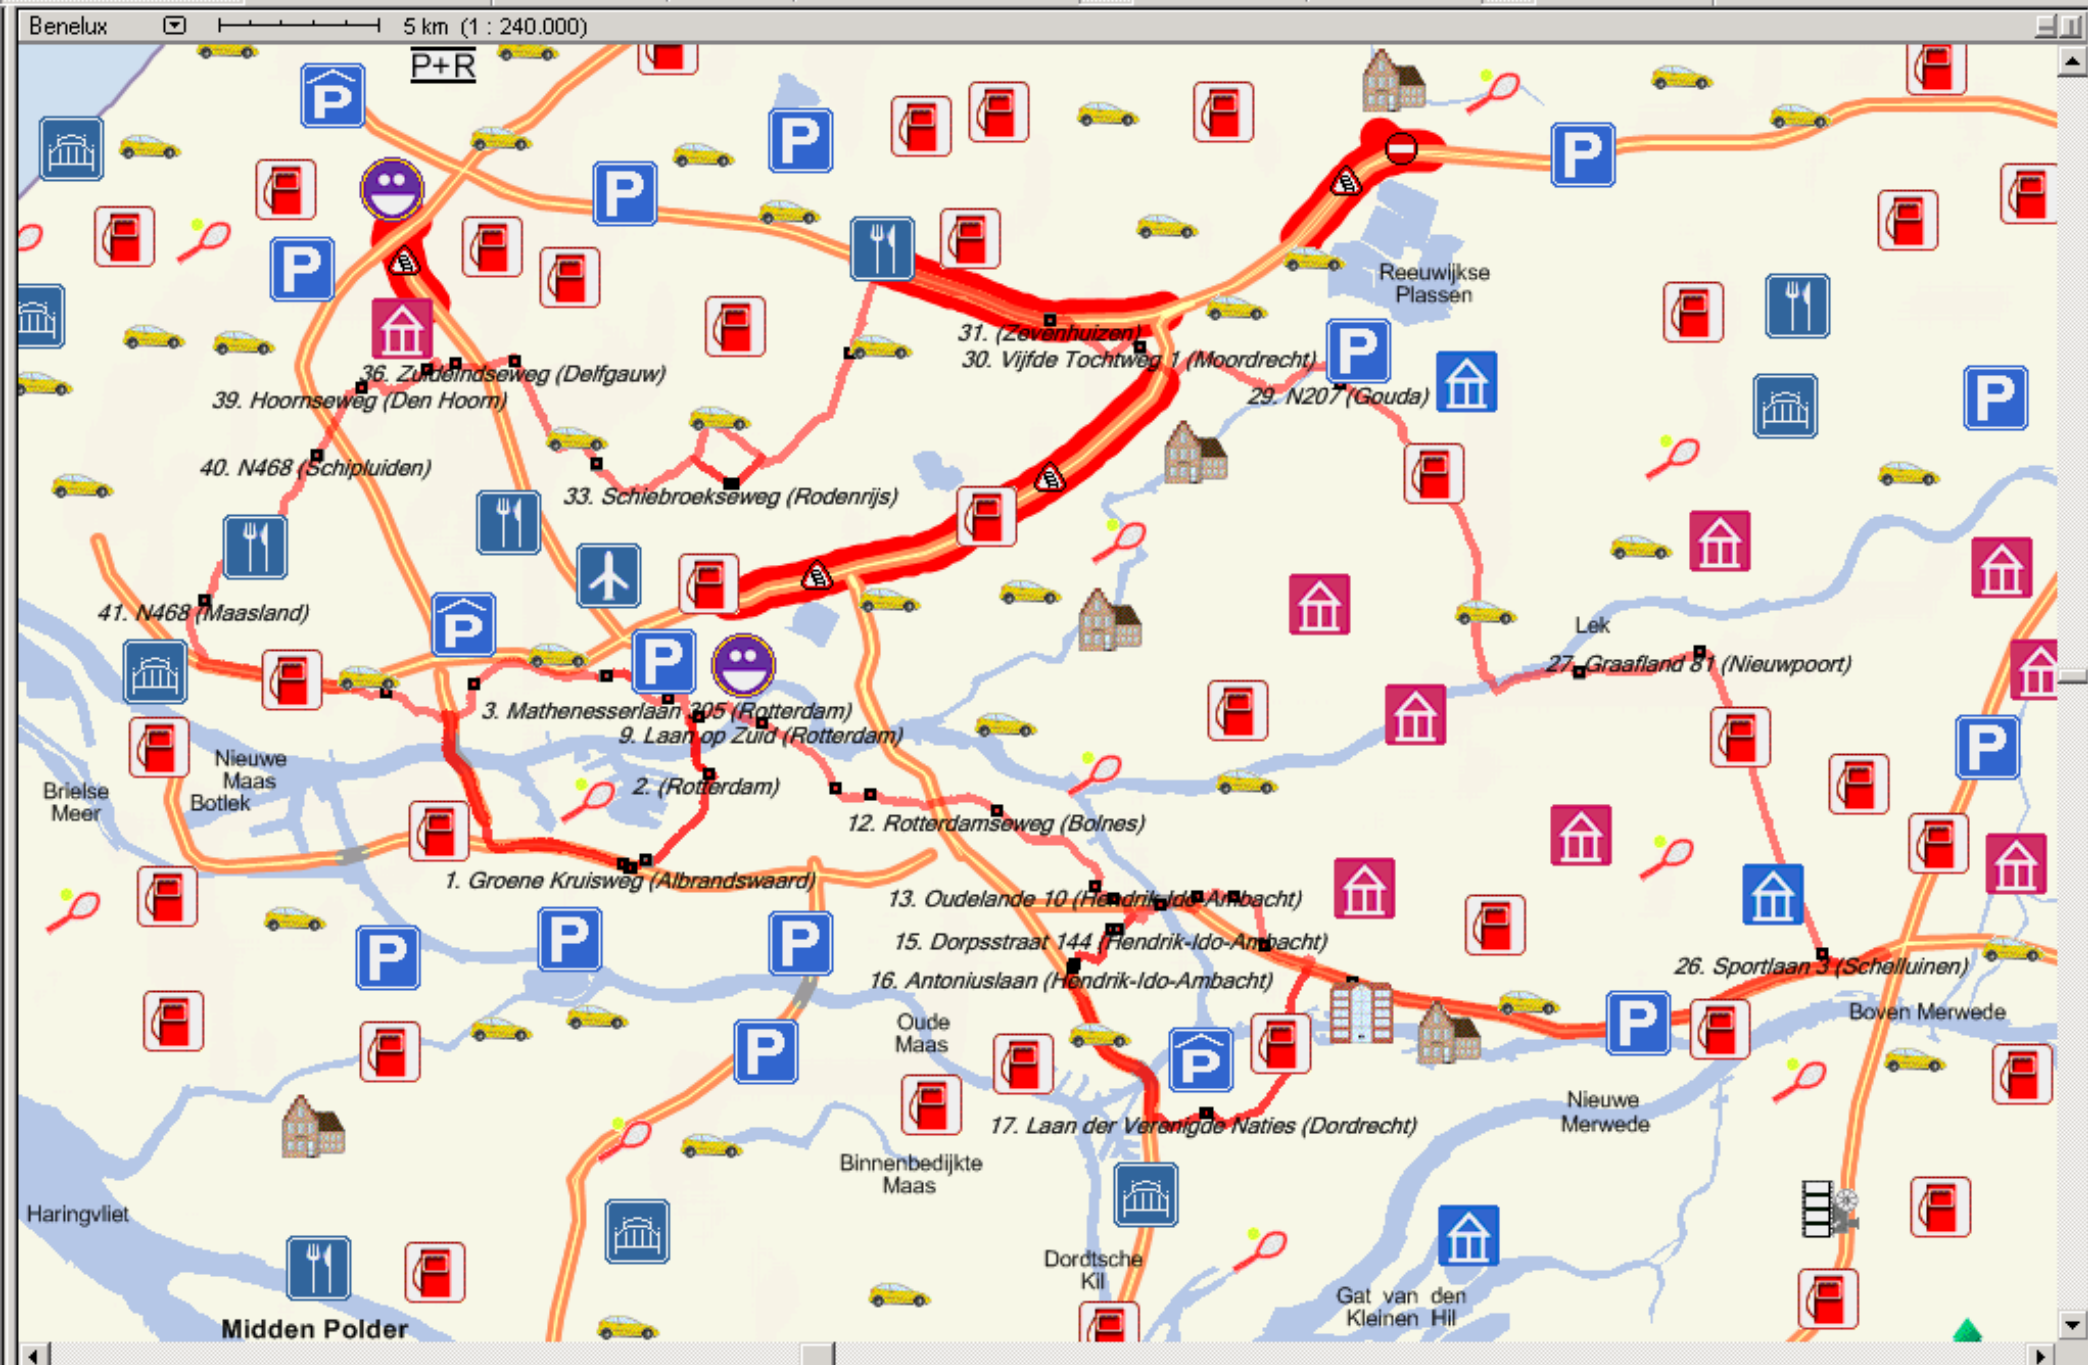 Benelux
5 km (1 : 240.000)
P+R
P
P
P
P
P
Reeuwijkse
Plassen
31. (Zevenhuizen)
30. Vijfde Tochtweg 1 (Moordrecht)
P
36. Zuideindseweg (Delfgauw)
39. Hoornseweg (Den Hoorn)
29. N207 (Gouda)
P
40. N468 (Schipluiden)
33. Schiebroekseweg (Rodenrijs)
41. N468 (Maasland)
P
Lek
P
27. Graafland 81 (Nieuwpoort)
3. Mathenesserlaan 305 (Rotterdam)
9. Laan op Zuid (Rotterdam)
P
Nieuwe
Maas
2. (Rotterdam)
Brielse
Meer
Botlek
12. Rotterdamseweg (Bolnes)
1. Groene Kruisweg (Albrandswaard)
13. Oudelande 10 (Hendrik-Ido-Ambacht)
P
P
P
15. Dorpsstraat 144 (Hendrik-Ido-Ambacht)
26. Sportlaan 3 (Schelluinen)
16. Antoniuslaan (Hendrik-Ido-Ambacht)
Boven Merwede
P
Oude
Maas
P
P
Nieuwe
Merwede
17. Laan der Verenigde Naties (Dordrecht)
Binnenbedijkte
Maas
Haringvliet
Dordtsche
Kil
Gat van den
Kleinen Hil
Midden Polder